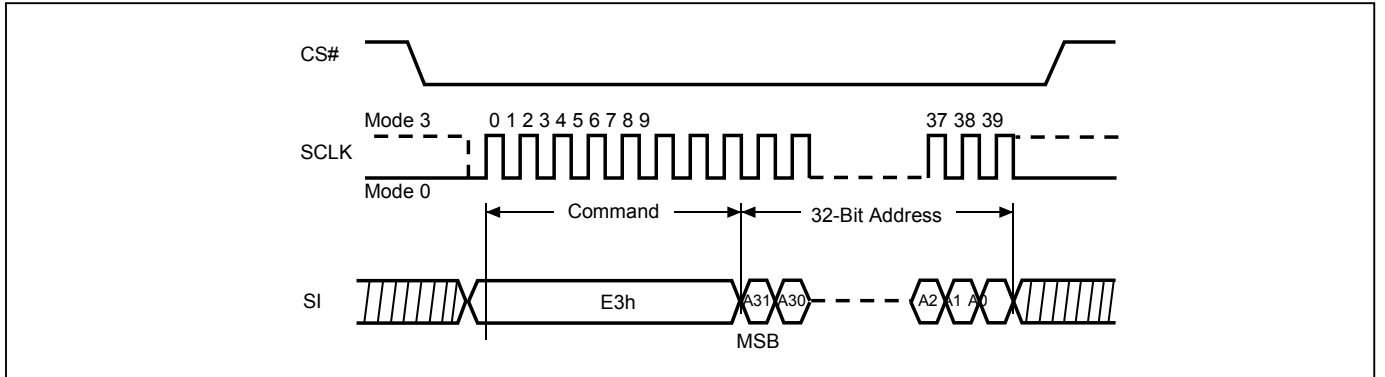 CS#
Mode 3
0 1 2 3 4 5 6 7 8 9
37 38 39
SCLK
Mode 0
Command
32-Bit Address
SI
E3h
A31
A30
A2
A1
A0
MSB